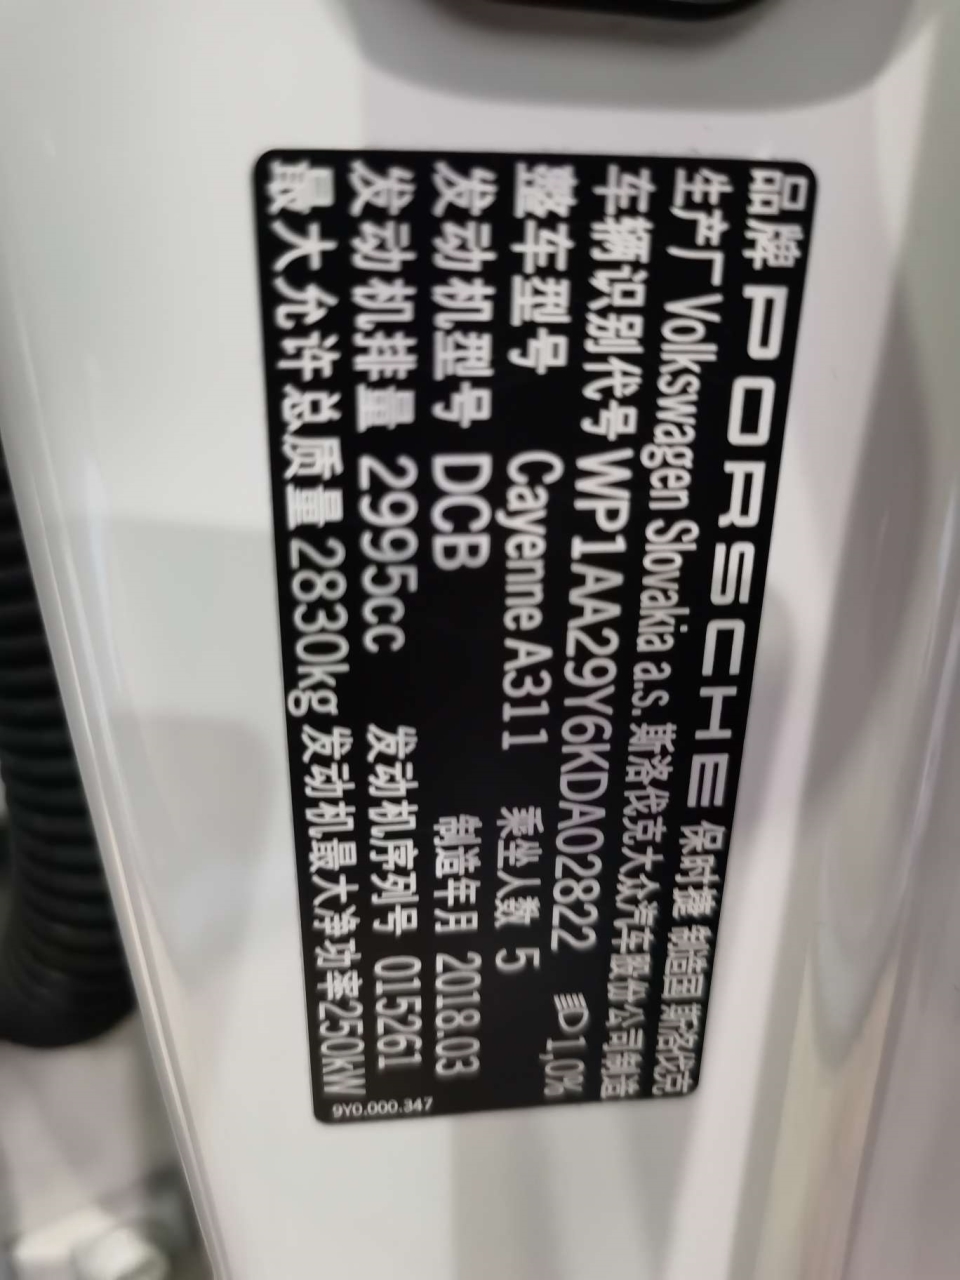 品牌 PORSCHE 保时捷 制造国 斯洛伐克
生产厂 Volkswagen Slovakia a.s. 斯洛伐克大众汽车股份公司制造
车辆识别代号 WP1AA29Y6KDA02822 1,0%
整车型号 Cayenne A311 乘坐人数 5
发动机型号 DCB 制造年月 2018.03
发动机排量 2995cc 发动机序列号 015261
最大允许总质量 2830kg 发动机最大净功率250kW
9Y0.000.347